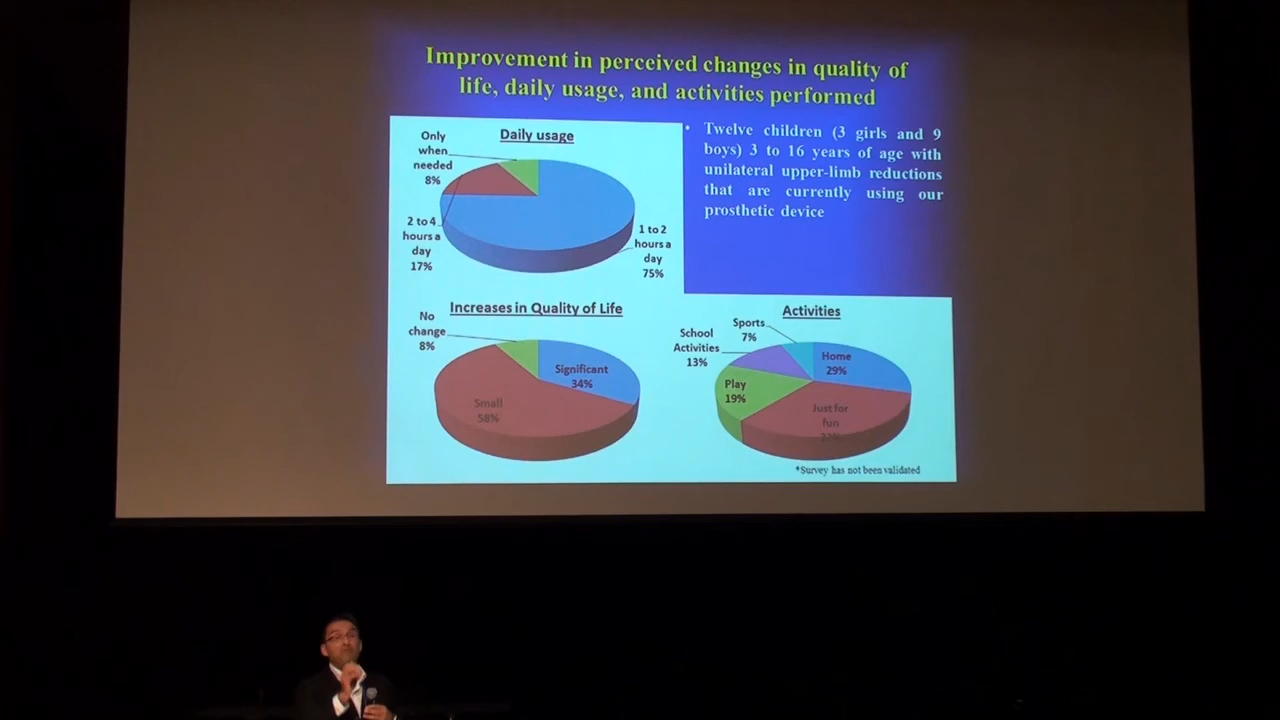 Improvement in perceived changes in quality of
life, daily usage, and activities performed
Daily usage
Only
when
needed
8%
2 to 4
hours a
day
17%
1 to 2
hours a
day
75%
• Twelve children (3 girls and 9
boys) 3 to 16 years of age with
unilateral upper-limb reductions
that are currently using our
prosthetic device
Increases in Quality of Life
No
change
8%
Significant
34%
Small
58%
Activities
Sports
7%
School
Activities
13%
Home
29%
Play
19%
Just for
fun
*Survey has not been validated